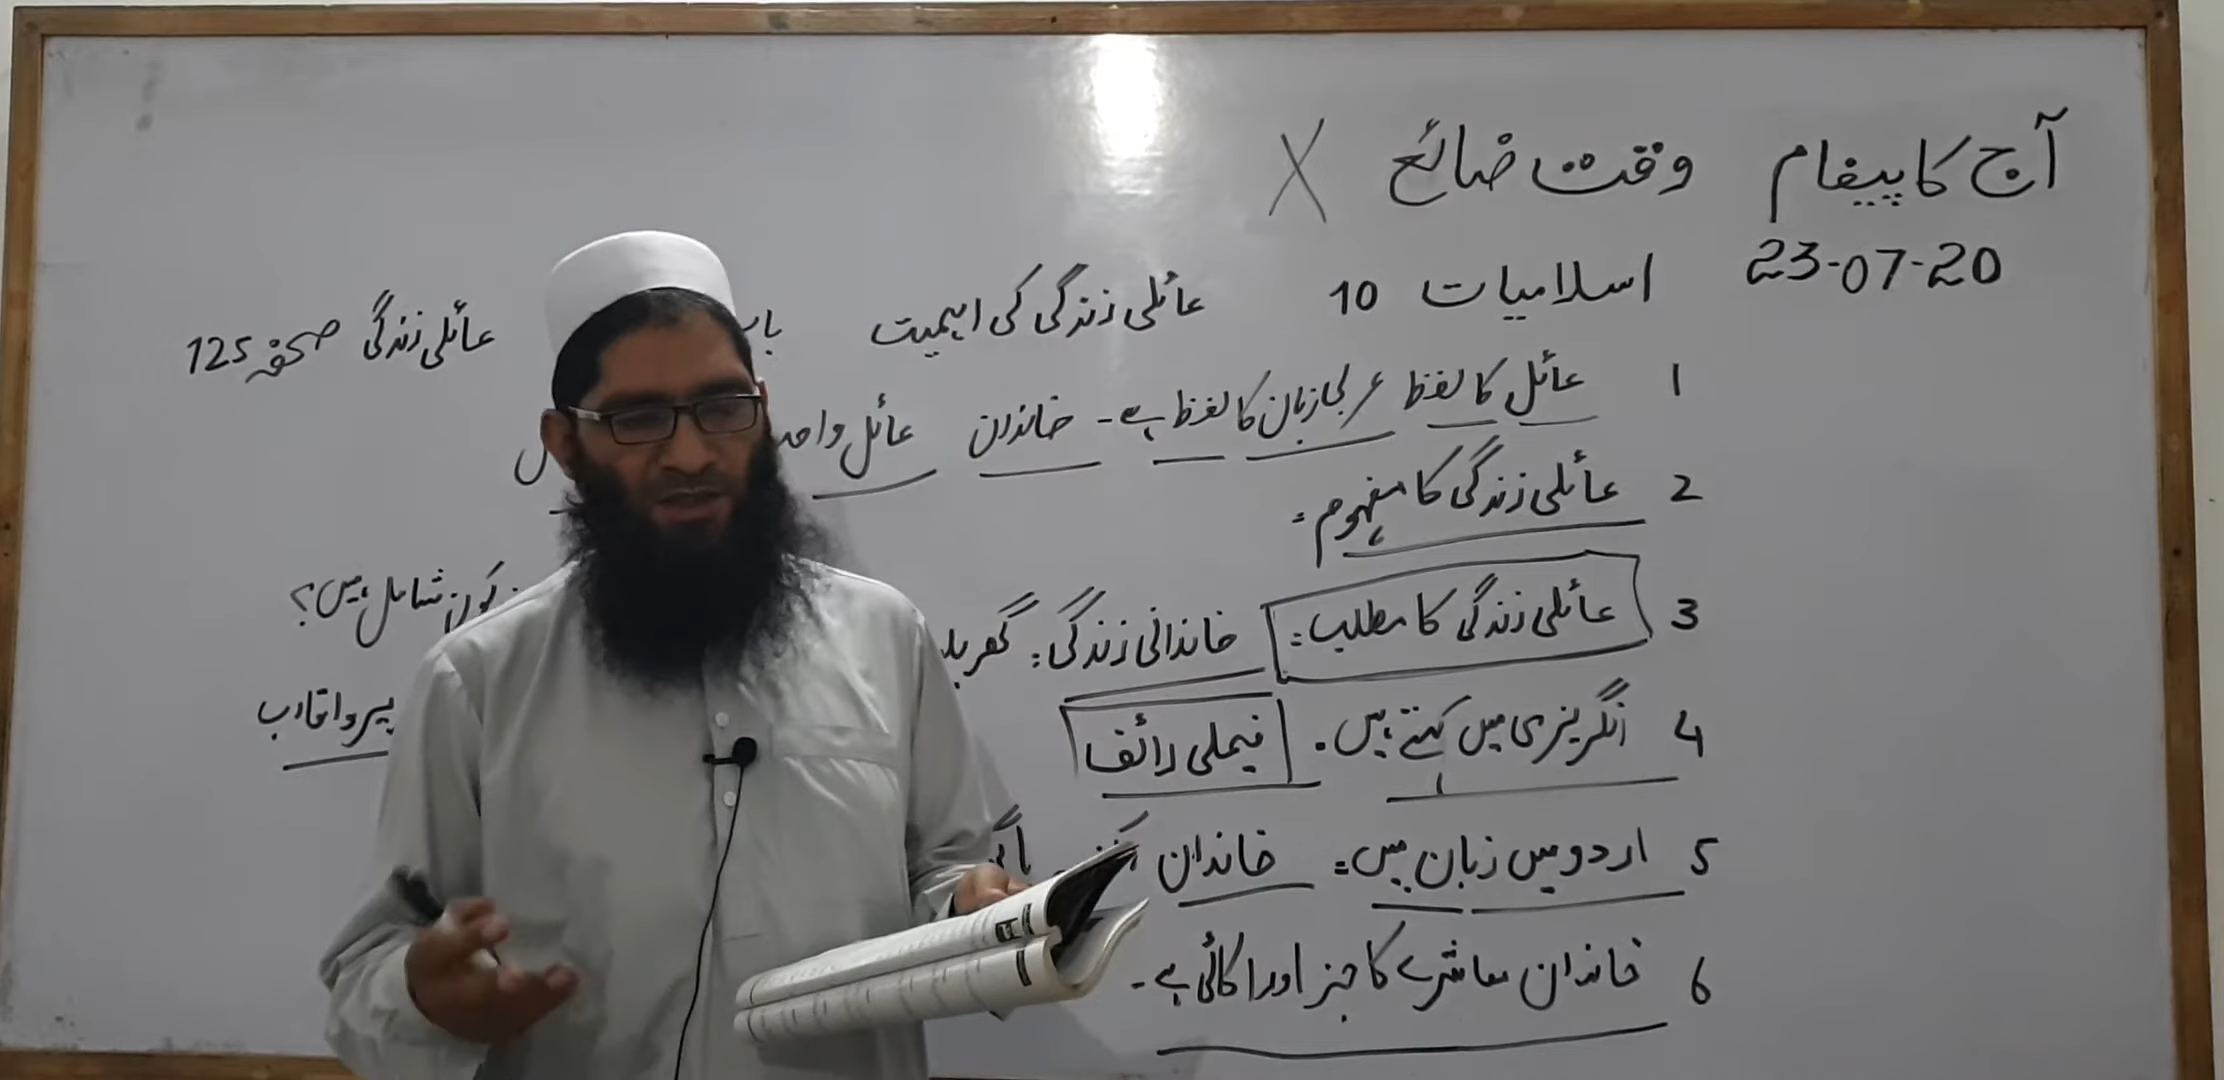 آج کا پیغام وقت ضائع X
23-07-20 اسلامیات 10 عائلی زندگی کی اہمیت باب عائلی زندگی صفحہ 125
1 عائل کا لفظ عربی زبان کا لفظ ہے۔ خاندان عائل واحد
2 عائلی زندگی کا مفہوم:
3 عائلی زندگی کا مطلب: خاندانی زندگی: گھریلو کون شامل ہیں؟
4 انگریزی میں کہتے ہیں۔ فیملی لائف و اقارب
5 اردو میں زبان میں: خاندان
6 خاندان معاشرے کا جز اور اکائی ہے۔